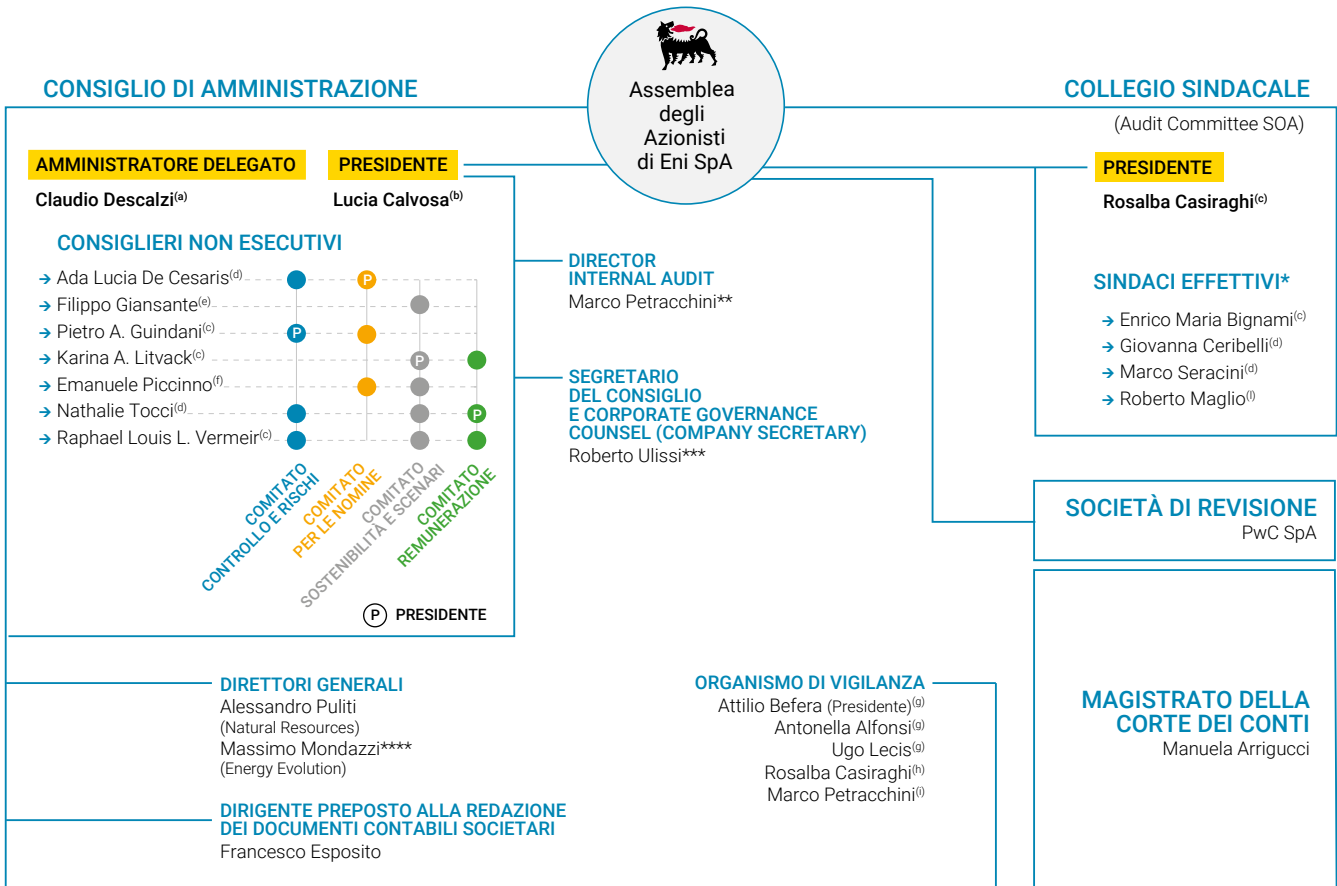 Assemblea
degli
Azionisti
di Eni SpA
CONSIGLIO DI AMMINISTRAZIONE
AMMINISTRATORE DELEGATO
Claudio Descalzi(a)
PRESIDENTE
Lucia Calvosa(b)
CONSIGLIERI NON ESECUTIVI
→ Ada Lucia De Cesaris(d) P
→ Filippo Giansante(e)
→ Pietro A. Guindani(c) P
→ Karina A. Litvack(c) P
→ Emanuele Piccinno(f)
→ Nathalie Tocci(d) P
→ Raphael Louis L. Vermeir(c)
COMITATO
CONTROLLO E RISCHI
COMITATO
PER LE NOMINE
COMITATO
SOSTENIBILITÀ E SCENARI
COMITATO
REMUNERAZIONE
P PRESIDENTE
DIRECTOR
INTERNAL AUDIT
Marco Petracchini**
SEGRETARIO
DEL CONSIGLIO
E CORPORATE GOVERNANCE
COUNSEL (COMPANY SECRETARY)
Roberto Ulissi***
COLLEGIO SINDACALE
(Audit Committee SOA)
PRESIDENTE
Rosalba Casiraghi(c)
SINDACI EFFETTIVI*
→ Enrico Maria Bignami(c)
→ Giovanna Ceribelli(d)
→ Marco Seracini(d)
→ Roberto Maglio(l)
SOCIETÀ DI REVISIONE
PwC SpA
MAGISTRATO DELLA
CORTE DEI CONTI
Manuela Arrigucci
DIRETTORI GENERALI
Alessandro Puliti
(Natural Resources)
Massimo Mondazzi****
(Energy Evolution)
DIRIGENTE PREPOSTO ALLA REDAZIONE
DEI DOCUMENTI CONTABILI SOCIETARI
Francesco Esposito
ORGANISMO DI VIGILANZA
Attilio Befera (Presidente)(g)
Antonella Alfonsi(g)
Ugo Lecis(g)
Rosalba Casiraghi(h)
Marco Petracchini(i)